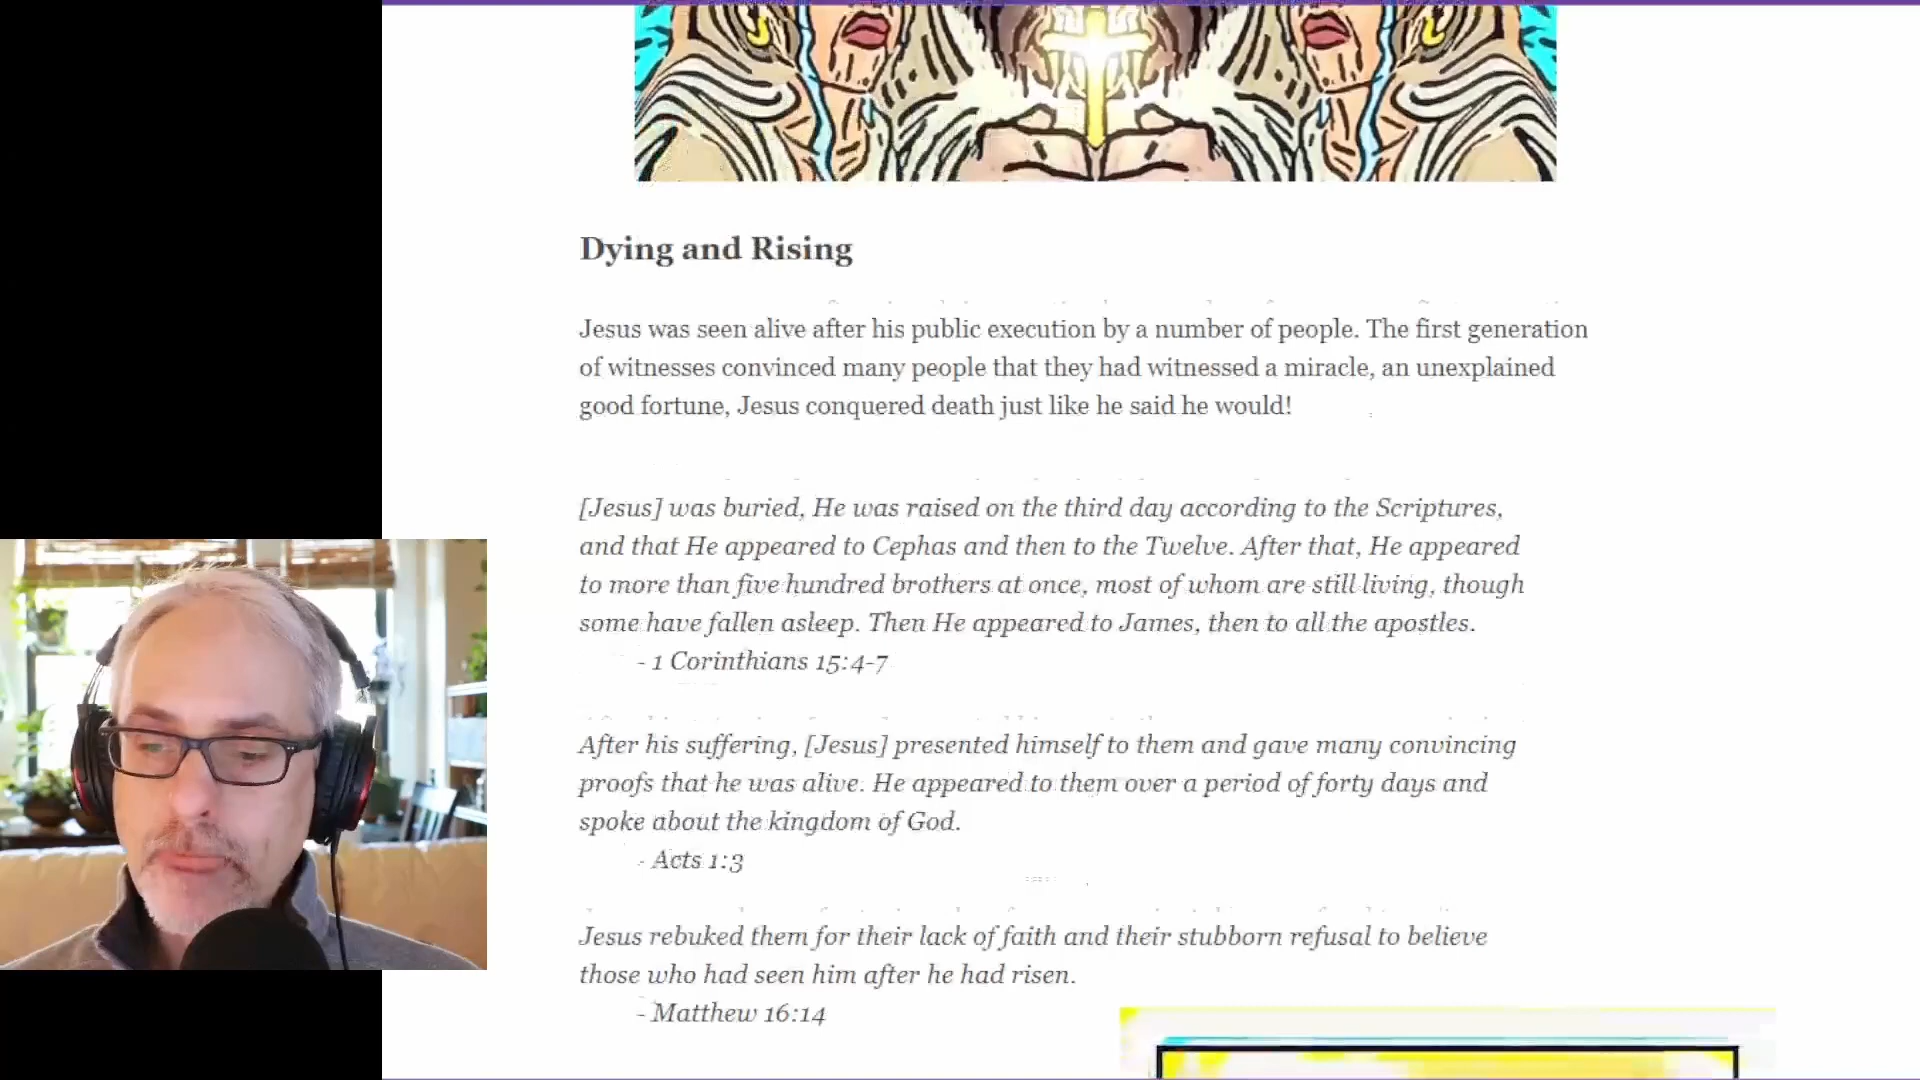 Dying and Rising
Jesus was seen alive after his public execution by a number of people. The first generation
of witnesses convinced many people that they had witnessed a miracle, an unexplained
good fortune, Jesus conquered death just like he said he would!
[Jesus] was buried, He was raised on the third day according to the Scriptures,
and that He appeared to Cephas and then to the Twelve. After that, He appeared
to more than five hundred brothers at once, most of whom are still living, though
some have fallen asleep. Then He appeared to James, then to all the apostles.
- 1 Corinthians 15:4-7
After his suffering, [Jesus] presented himself to them and gave many convincing
proofs that he was alive. He appeared to them over a period of forty days and
spoke about the kingdom of God.
- Acts 1:3
Jesus rebuked them for their lack of faith and their stubborn refusal to believe
those who had seen him after he had risen.
- Matthew 16:14